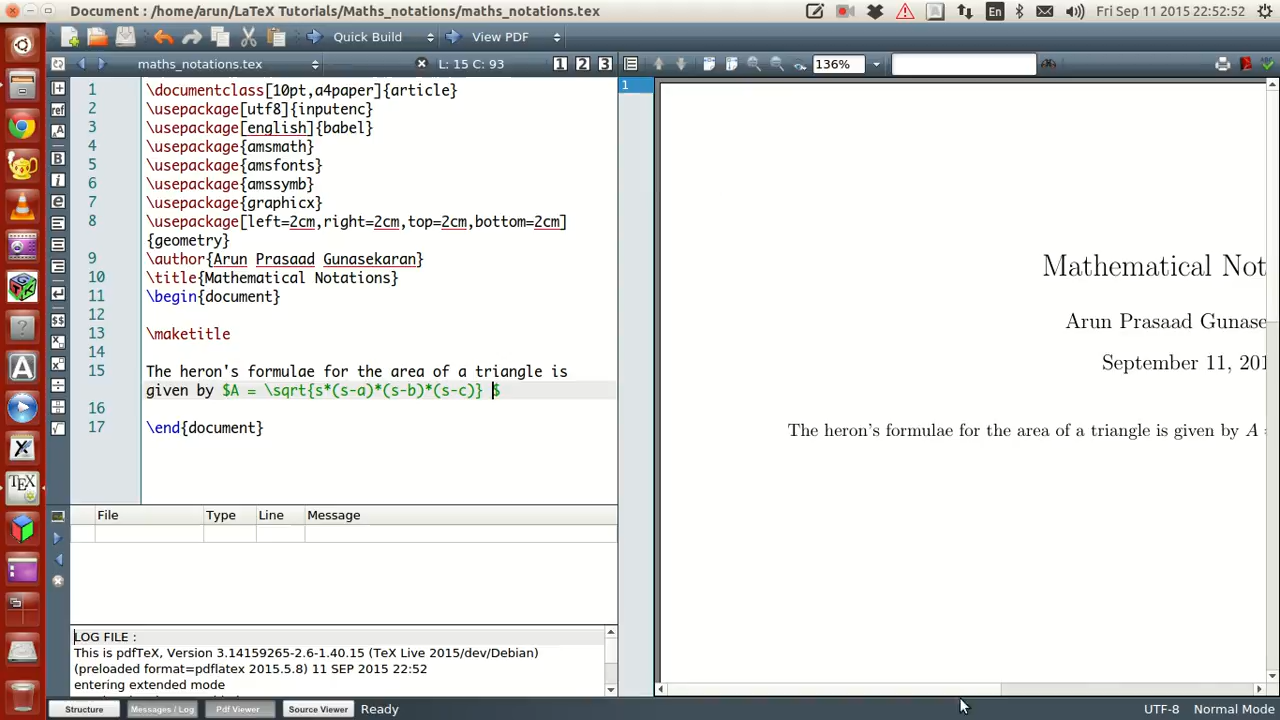 Document : /home/arun/LaTeX Tutorials/Maths_notations/maths_notations.tex
En
Fri Sep 11 2015 22:52:52
Quick Build
View PDF
maths_notations.tex
L: 15 C: 93
1 2 3
136%
ref
1 \documentclass[10pt,a4paper]{article}
2 \usepackage[utf8]{inputenc}
3 \usepackage[english]{babel}
4 \usepackage{amsmath}
5 \usepackage{amsfonts}
6 \usepackage{amssymb}
7 \usepackage{graphicx}
8 \usepackage[left=2cm,right=2cm,top=2cm,bottom=2cm]
{geometry}
9 \author{Arun Prasaad Gunasekaran}
10 \title{Mathematical Notations}
11 \begin{document}
12
13 \maketitle
14
15 The heron's formulae for the area of a triangle is
given by $A = \sqrt{s*(s-a)*(s-b)*(s-c)} $
16
17 \end{document}
1
Mathematical Not
Arun Prasaad Gunase
September 11, 201
The heron's formulae for the area of a triangle is given by A =
File Type Line Message
LOG FILE :
This is pdfTeX, Version 3.14159265-2.6-1.40.15 (TeX Live 2015/dev/Debian)
(preloaded format=pdflatex 2015.5.8) 11 SEP 2015 22:52
entering extended mode
Structure
Messages / Log
Pdf Viewer
Source Viewer
Ready
UTF-8
Normal Mode